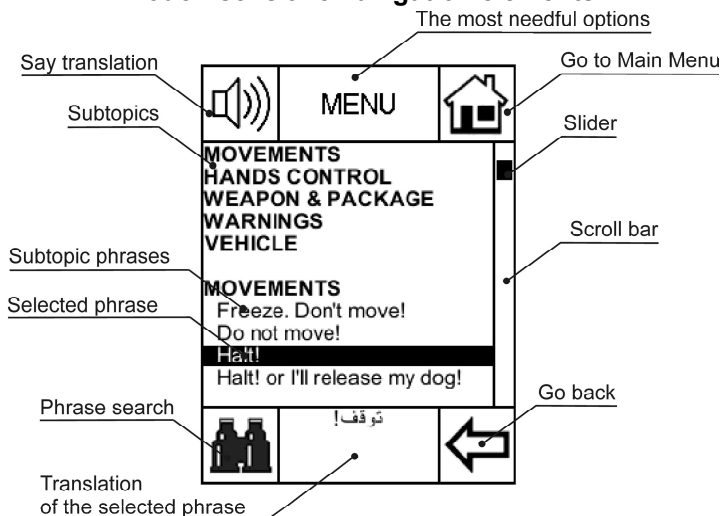 The most needful options
Say translation
Go to Main Menu
MENU
Subtopics
Slider
MOVEMENTS
HANDS CONTROL
WEAPON & PACKAGE
WARNINGS
VEHICLE
Scroll bar
Subtopic phrases
MOVEMENTS
Selected phrase
Freeze. Don't move!
Do not move!
Halt!
Halt! or I'll release my dog!
Go back
Phrase search
توقف!
Translation
of the selected phrase